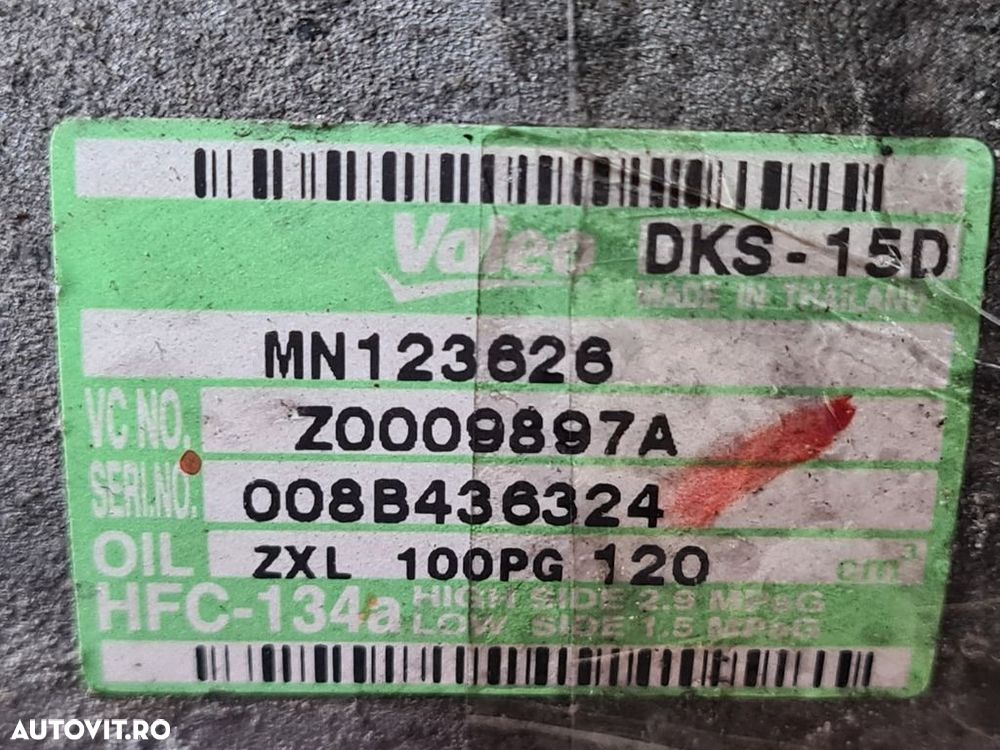 Valeo DKS-15D
MADE IN THAILAND
MN123626
VC NO. Z0009897A
SERI.NO. 008B436324
OIL ZXL 100PG 120 cm³
HFC-134a HIGH SIDE 2.9 MPaG
LOW SIDE 1.5 MPaG
AUTOVIT.RO